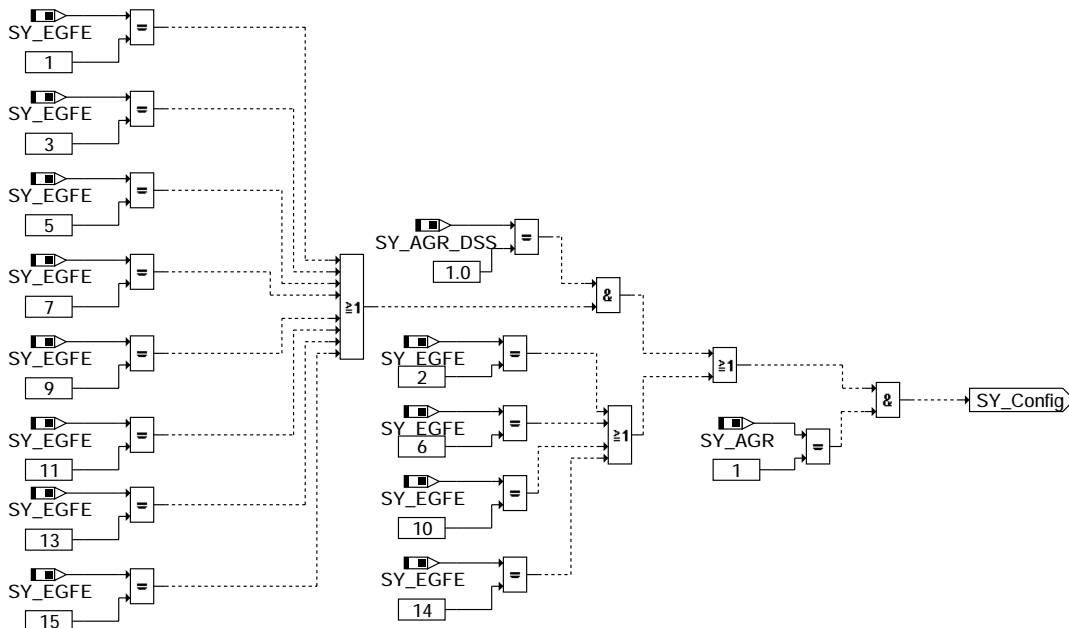 SY_EGFE
=
1
SY_EGFE
=
3
SY_EGFE
=
5
SY_EGFE
=
7
SY_EGFE
=
9
SY_EGFE
=
11
SY_EGFE
=
13
SY_EGFE
=
15
≧1
SY_AGR_DSS
=
1.0
&
SY_EGFE
=
2
SY_EGFE
=
6
SY_EGFE
=
10
SY_EGFE
=
14
≧1
≧1
SY_AGR
=
1
&
SY_Config